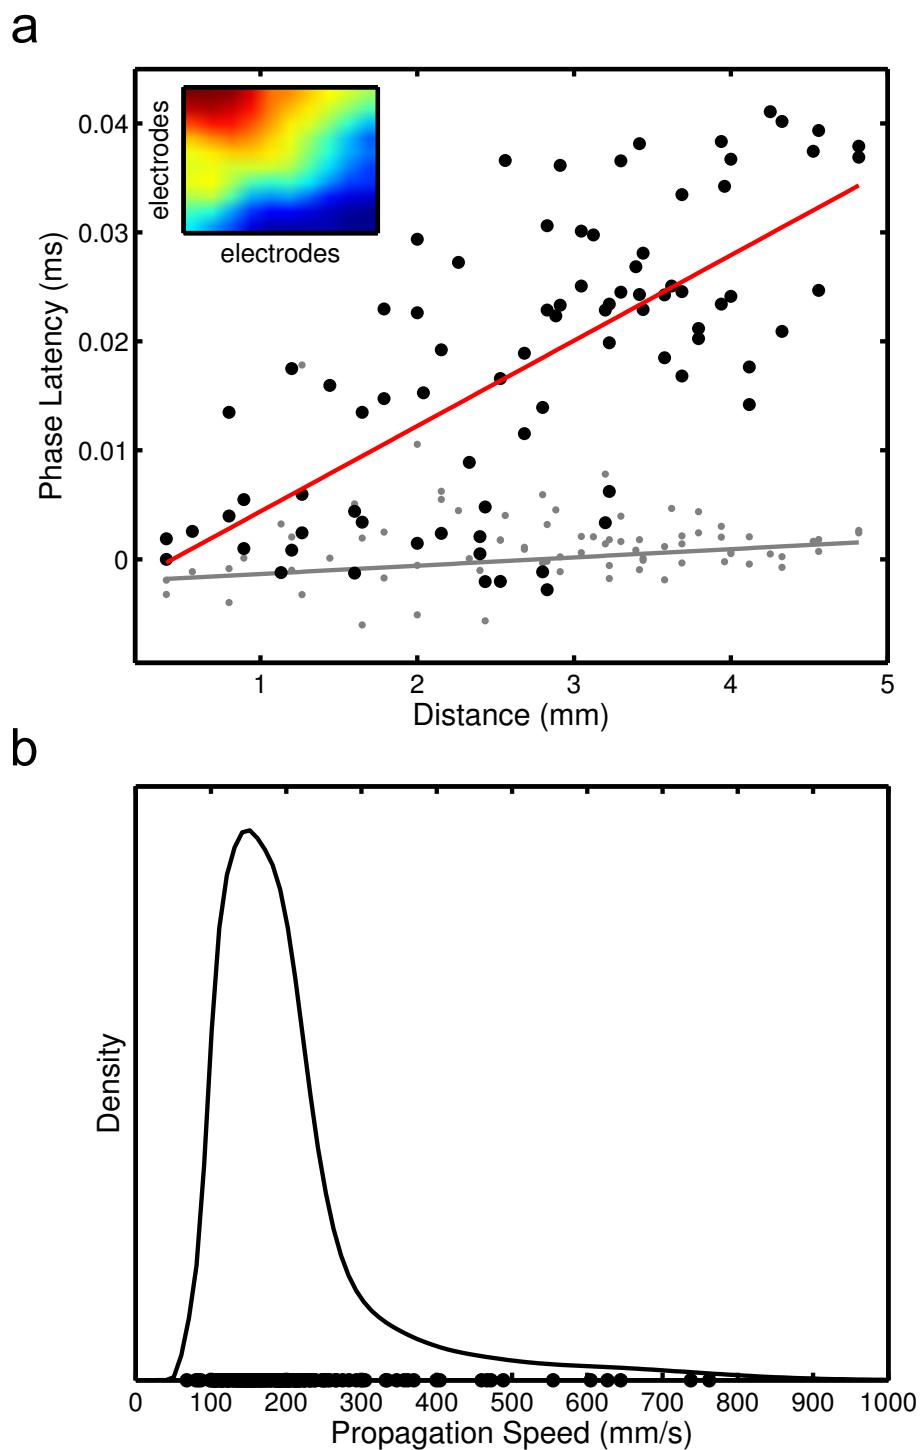 a
electrodes
electrodes
Phase Latency (ms)
0.04
0.03
0.02
0.01
0
1 2 3 4 5
Distance (mm)
b
Density
0 100 200 300 400 500 600 700 800 900 1000
Propagation Speed (mm/s)